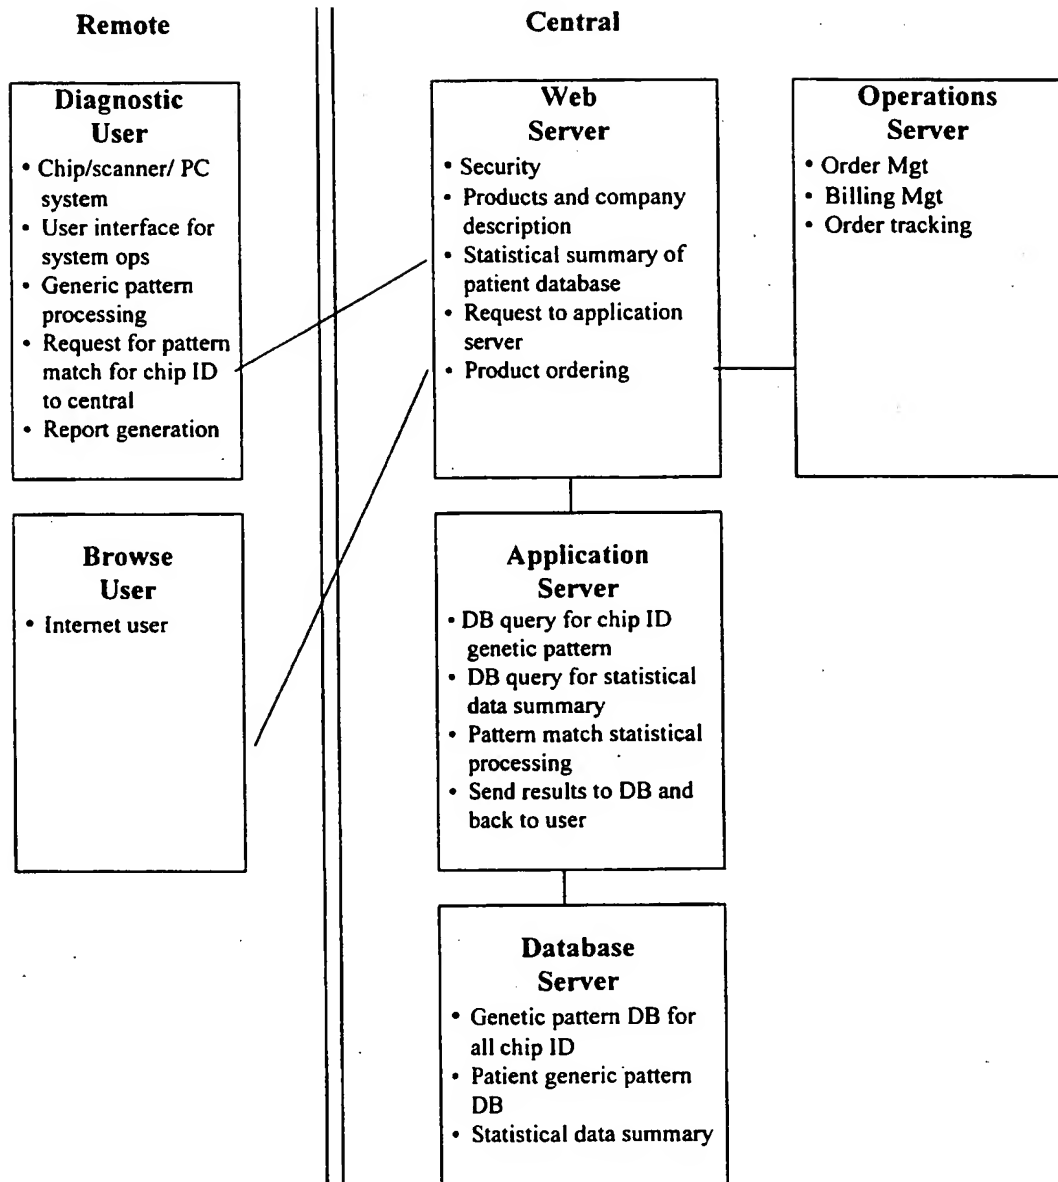 Remote
Central
Diagnostic
User
• Chip/scanner/ PC
system
• User interface for
system ops
• Generic pattern
processing
• Request for pattern
match for chip ID
to central
• Report generation
Web
Server
• Security
• Products and company
description
• Statistical summary of
patient database
• Request to application
server
• Product ordering
Operations
Server
• Order Mgt
• Billing Mgt
• Order tracking
Browse
User
• Internet user
Application
Server
• DB query for chip ID
genetic pattern
• DB query for statistical
data summary
• Pattern match statistical
processing
• Send results to DB and
back to user
Database
Server
• Genetic pattern DB for
all chip ID
• Patient generic pattern
DB
• Statistical data summary